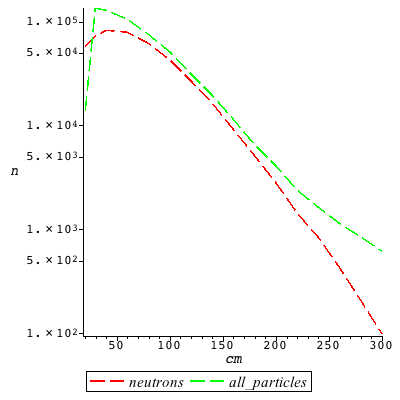 1. × 10⁵
5. × 10⁴
1. × 10⁴
5. × 10³
n
1. × 10³
5. × 10²
1. × 10²
50 100 150 200 250 300
cm
neutrons all_particles